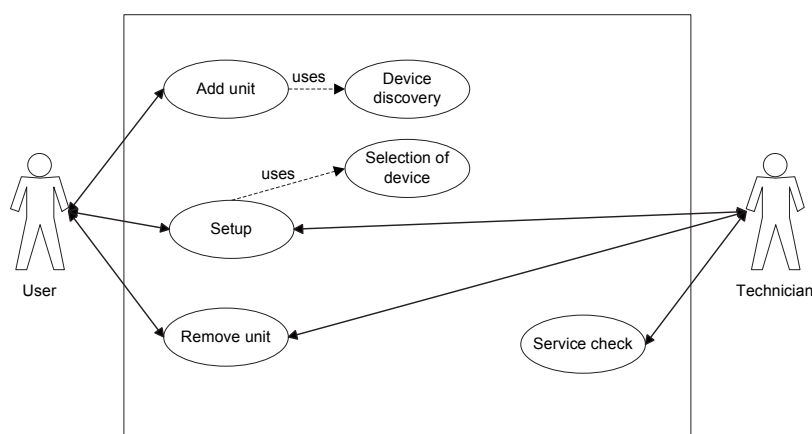 Add unit
uses
Device
discovery
uses
Selection of
device
Setup
User
Technician
Remove unit
Service check